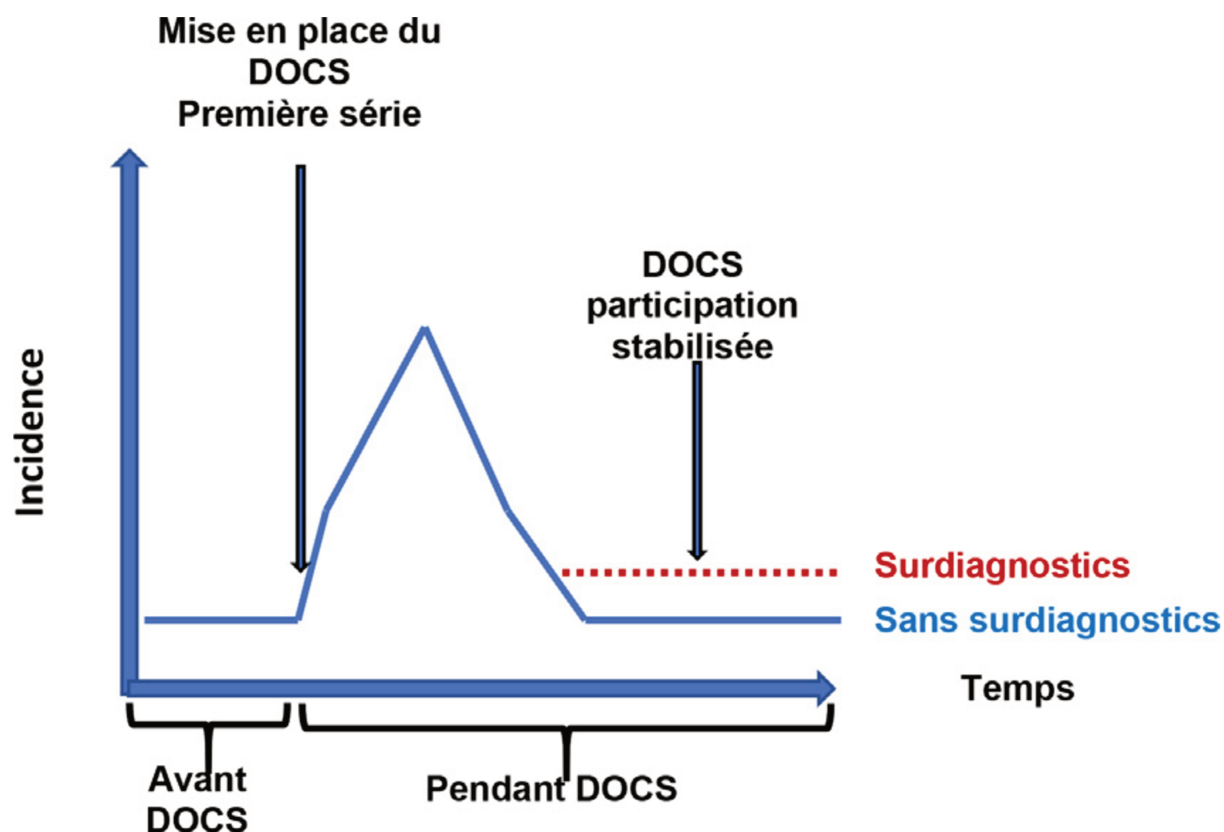 Mise en place du
DOCS
Première série
DOCS
participation
stabilisée
Incidence
Surdiagnostics
Sans surdiagnostics
Temps
Avant
DOCS
Pendant DOCS